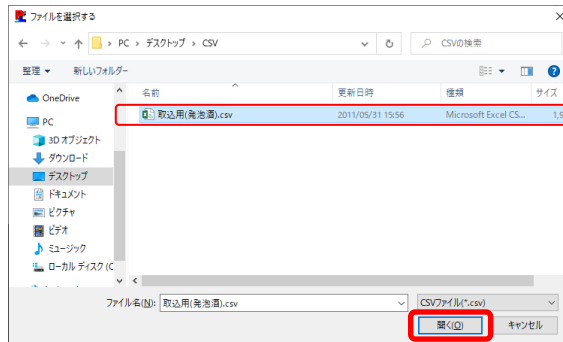 ファイルを選択する
PC › デスクトップ › CSV
CSVの検索
整理 新しいフォルダー
名前 更新日時 種類 サイズ
取込用(発泡酒).csv 2011/05/31 15:56 Microsoft Excel CS... 1,9
OneDrive
PC
3D オブジェクト
ダウンロード
デスクトップ
ドキュメント
ピクチャ
ビデオ
ミュージック
ローカル ディスク (C
ファイル名(N): 取込用(発泡酒).csv CSVファイル(*.csv)
開く(O) キャンセル